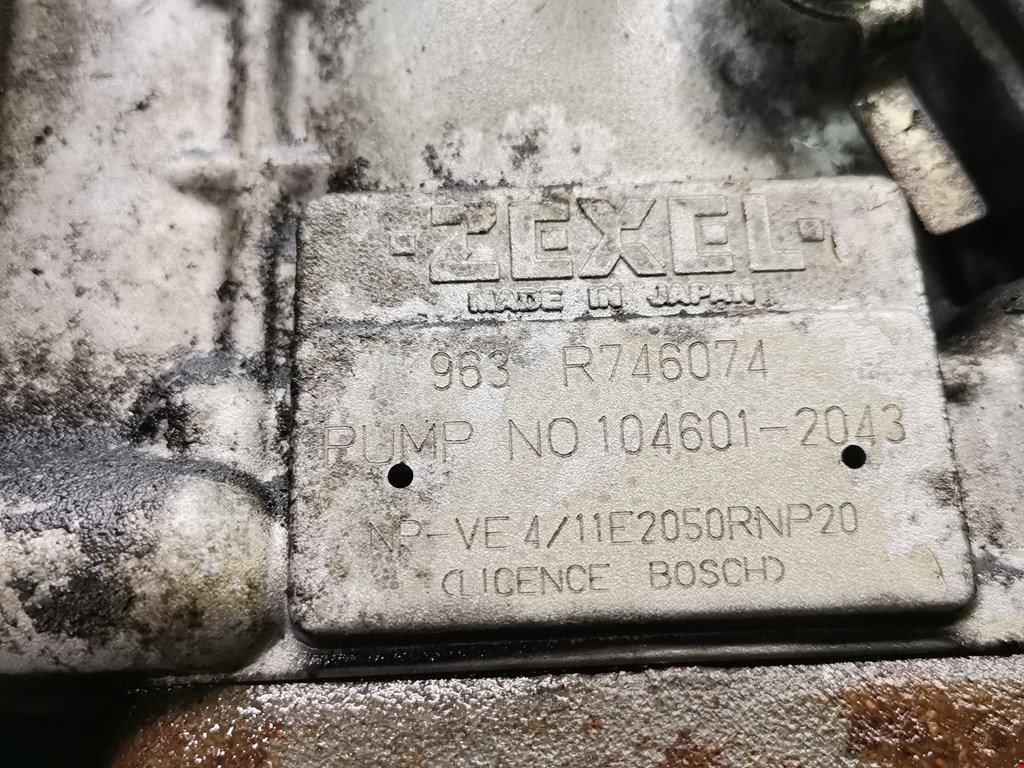 ZEXEL
MADE IN JAPAN
963 R746074
PUMP NO 104601-2043
NP-VE 4/11E2050RNP20
(LICENCE BOSCH)